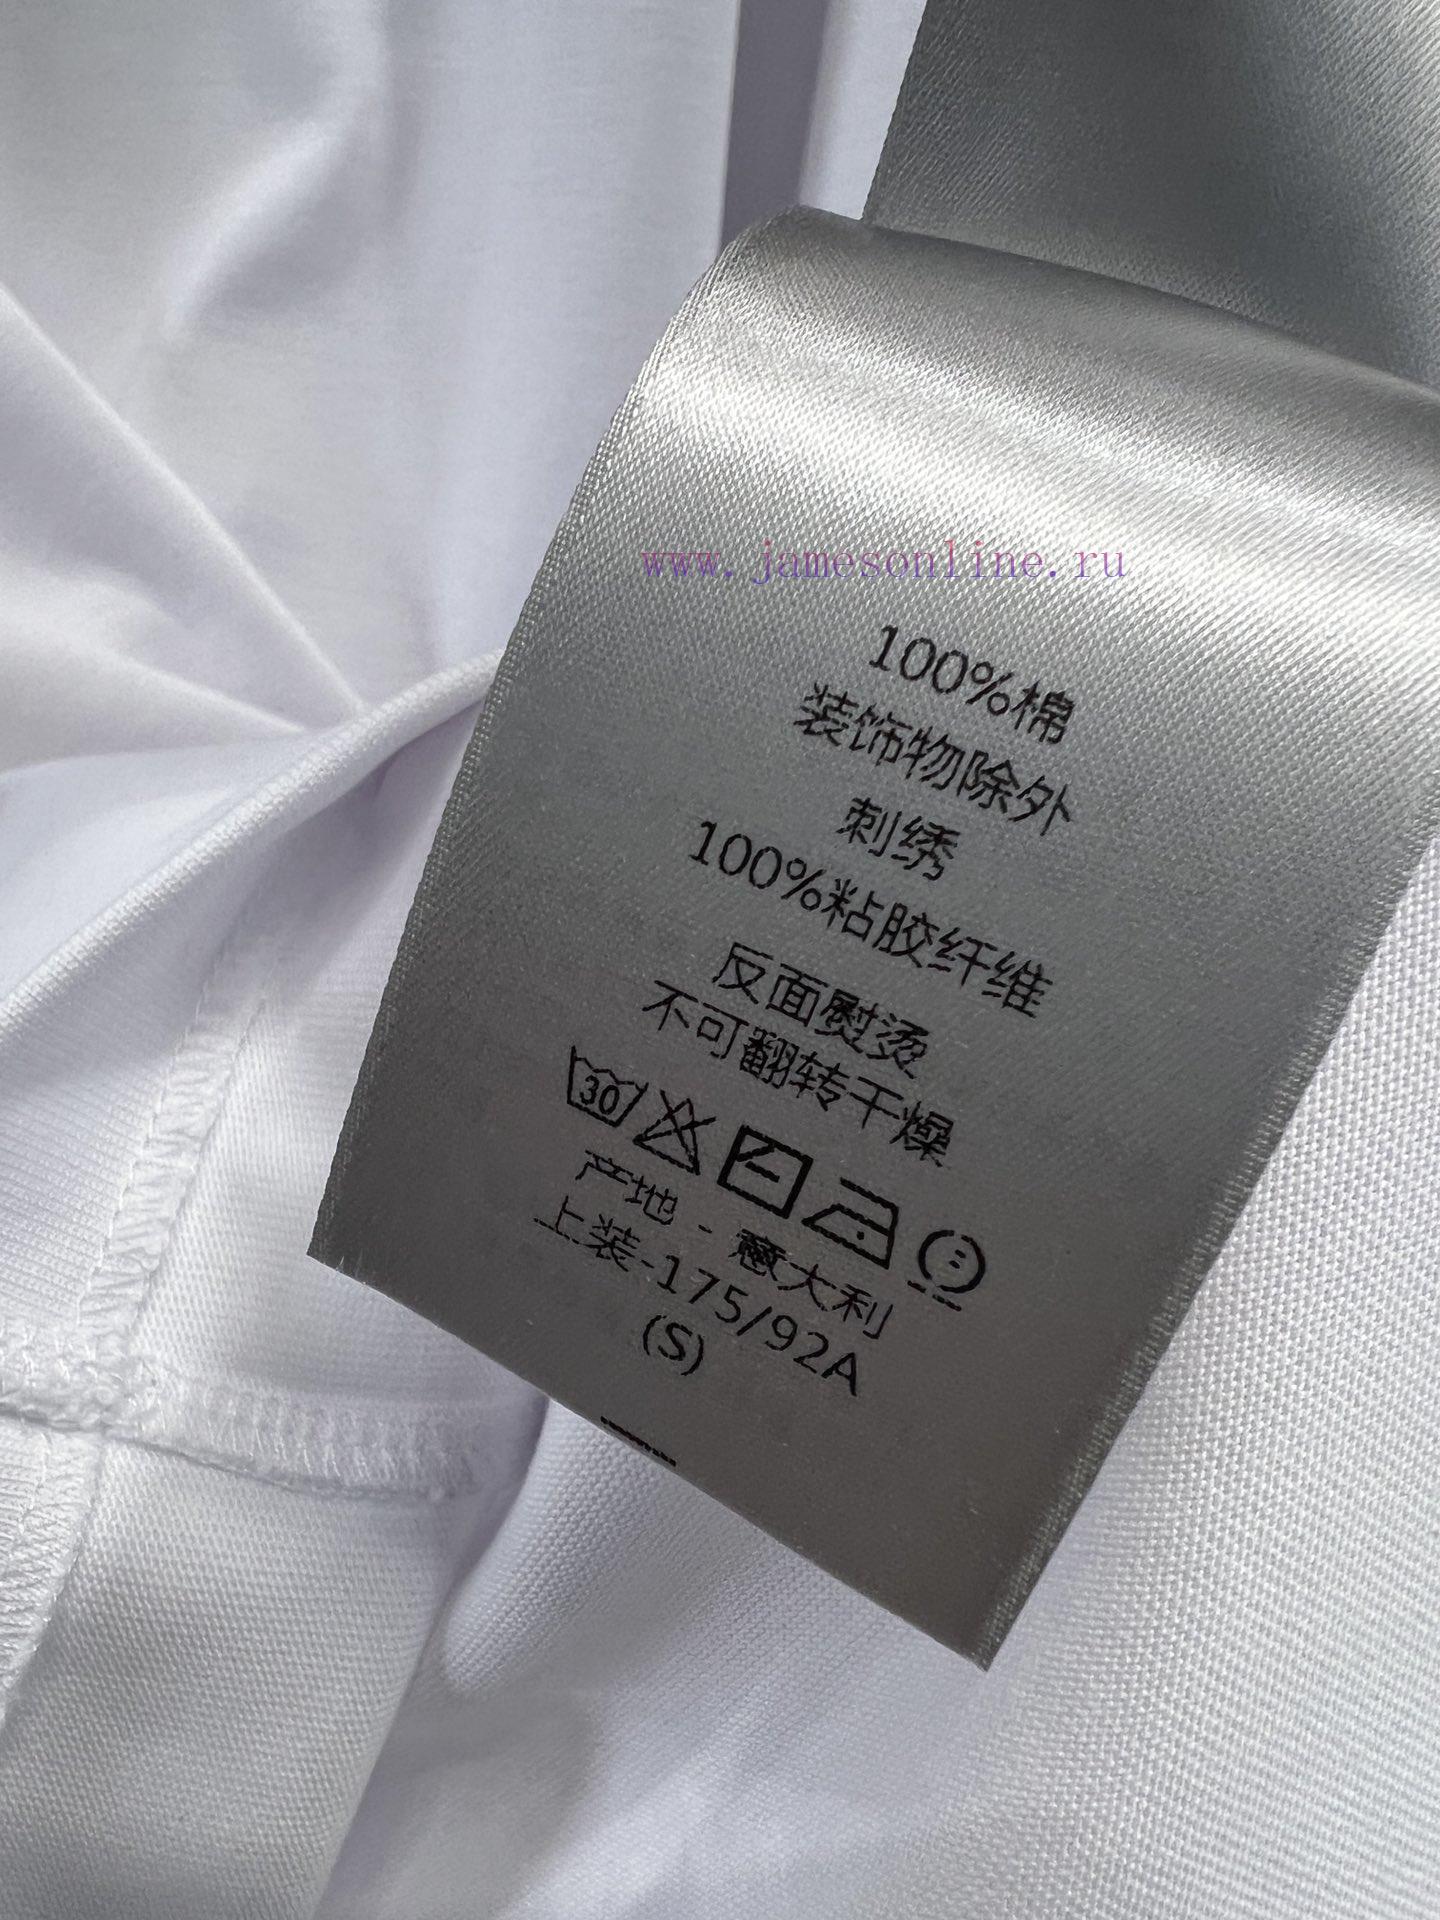 www.jamesonline.ru
100%棉
装饰物除外
刺绣
100%粘胶纤维
反面熨烫
不可翻转干燥
30
产地 - 意大利
上装-175/92A
(S)